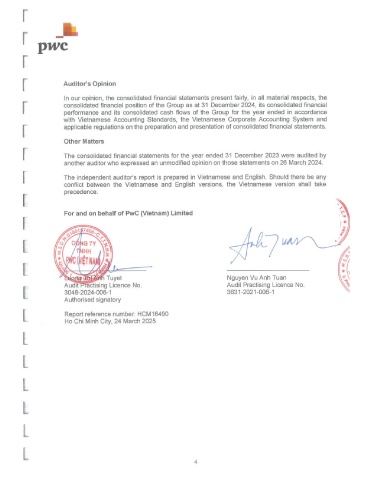 pwc
Auditor's Opinion
In our opinion, the consolidated financial statements present fairly, in all material respects, the
consolidated financial position of the Group as at 31 December 2024, its consolidated financial
performance and its consolidated cash flows of the Group for the year ended in accordance
with Vietnamese Accounting Standards, the Vietnamese Corporate Accounting System and
applicable regulations on the preparation and presentation of consolidated financial statements.
Other Matters
The consolidated financial statements for the year ended 31 December 2023 were audited by
another auditor who expressed an unmodified opinion on those statements on 26 March 2024.
The independent auditor's report is prepared in Vietnamese and English. Should there be any
conflict between the Vietnamese and English versions, the Vietnamese version shall take
precedence.
For and on behalf of PwC (Vietnam) Limited
CÔNG TY
TNHH
PWC VIỆT NAM
Anh Tuan
Anh Tuyet
Nguyen Vu Anh Tuan
Audit Practising Licence No.
Audit Practising Licence No.
3048-2024-006-1
3631-2021-006-1
Authorised signatory
Report reference number: HCM16490
Ho Chi Minh City, 24 March 2025
4